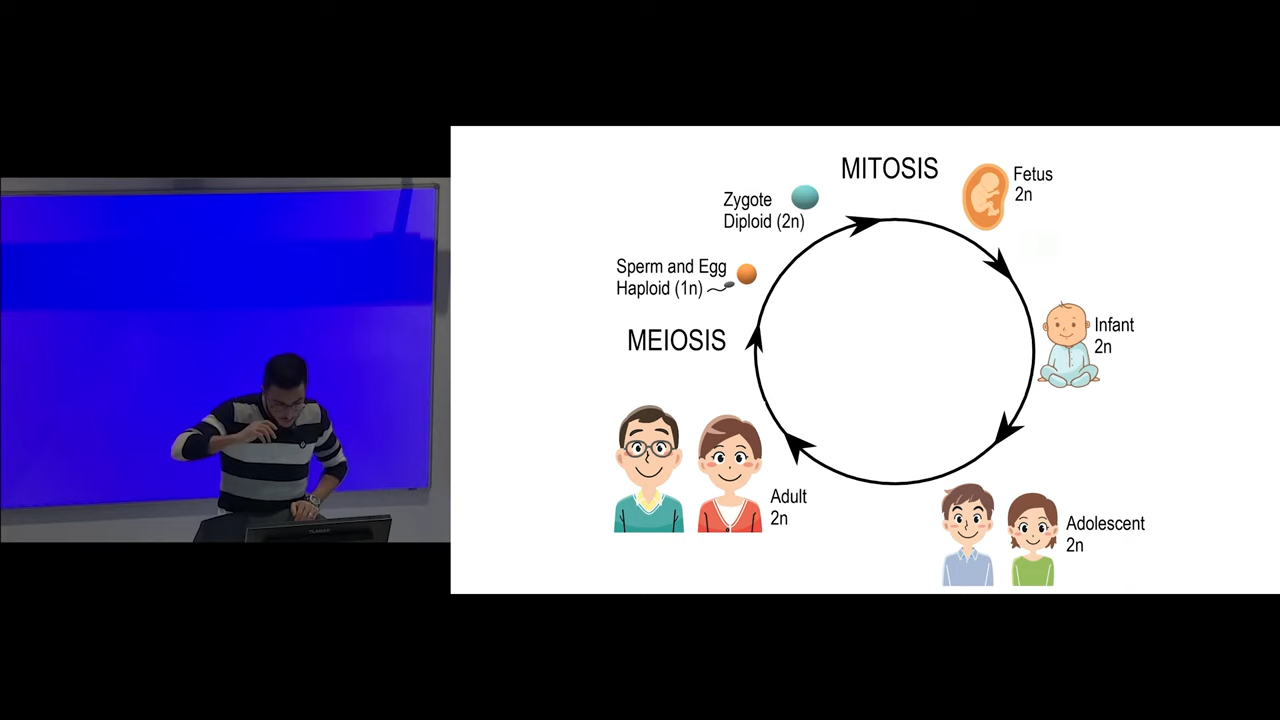 MITOSIS
Fetus
2n
Zygote
Diploid (2n)
Sperm and Egg
Haploid (1n)
MEIOSIS
Infant
2n
Adult
2n
Adolescent
2n